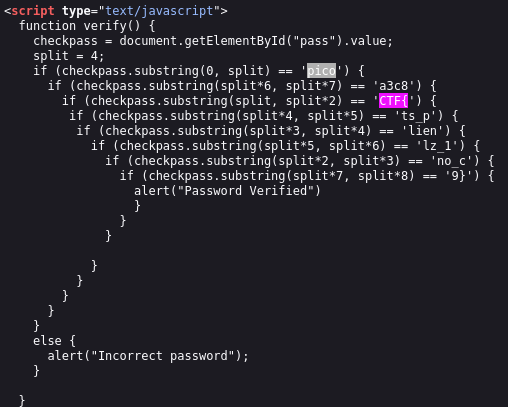 <script type="text/javascript">
  function verify() {
    checkpass = document.getElementById("pass").value;
    split = 4;
    if (checkpass.substring(0, split) == 'pico') {
      if (checkpass.substring(split*6, split*7) == 'a3c8') {
        if (checkpass.substring(split, split*2) == 'CTF{') {
         if (checkpass.substring(split*4, split*5) == 'ts_p') {
          if (checkpass.substring(split*3, split*4) == 'lien') {
            if (checkpass.substring(split*5, split*6) == 'lz_1') {
              if (checkpass.substring(split*2, split*3) == 'no_c') {
                if (checkpass.substring(split*7, split*8) == '9}') {
                  alert("Password Verified")
                  }
                }
              }

            }
          }
        }
      }
    }
    else {
      alert("Incorrect password");
    }

  }